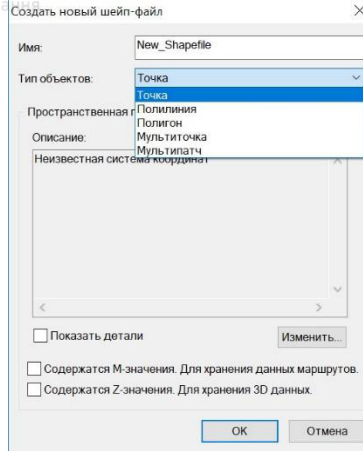 Создать новый шейп-файл
Имя: New_Shapefile
Тип объектов: Точка
Точка
Полилиния
Полигон
Мультиточка
Мультипатч
Пространственная
Описание:
Неизвестная система координат
Показать детали
Изменить...
Содержатся M-значения. Для хранения данных маршрутов.
Содержатся Z-значения. Для хранения 3D данных.
OK Отмена